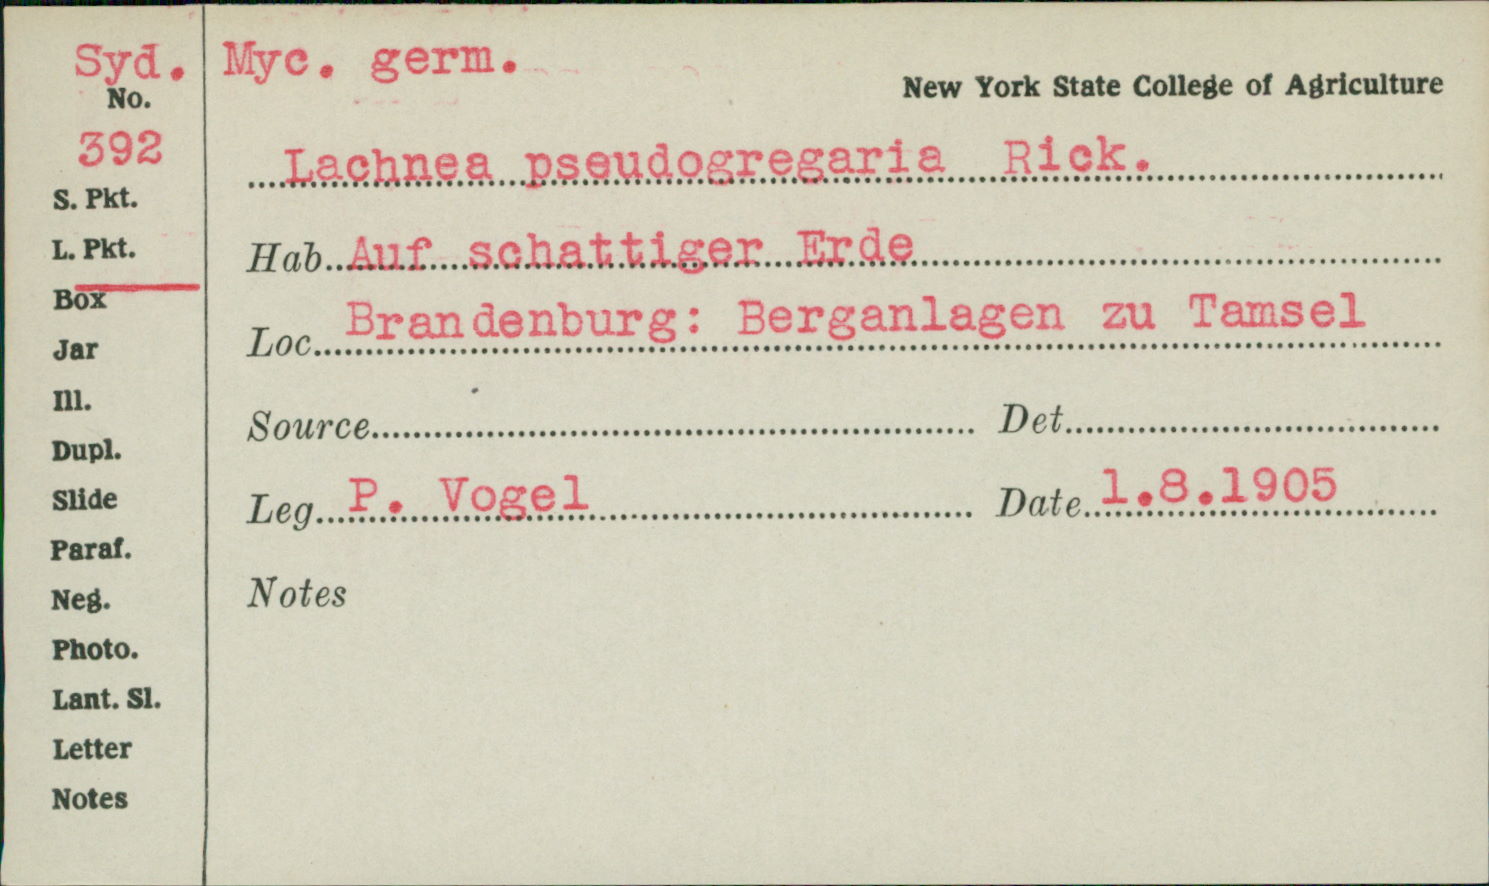 Syd. Myc. germ.
New York State College of Agriculture
No.
392
Lachnea pseudogregaria Rick.
S. Pkt.
L. Pkt.
Hab. Auf schattiger Erde
Box
Loc. Brandenburg: Berganlagen zu Tamsel
Jar
Ill.
Source Det.
Dupl.
Slide
Leg. P. Vogel Date 1.8.1905
Paraf.
Neg.
Notes
Photo.
Lant. Sl.
Letter
Notes